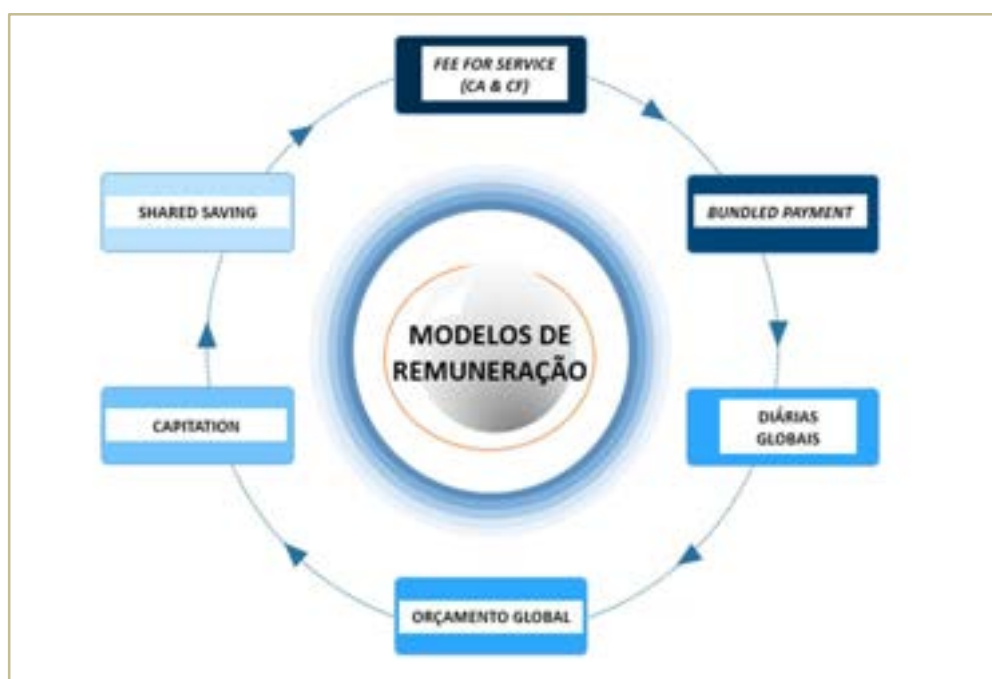 FEE FOR SERVICE
(CA & CF)
SHARED SAVING
BUNDLED PAYMENT
MODELOS DE
REMUNERAÇÃO
CAPITATION
DIÁRIAS
GLOBAIS
ORÇAMENTO GLOBAL